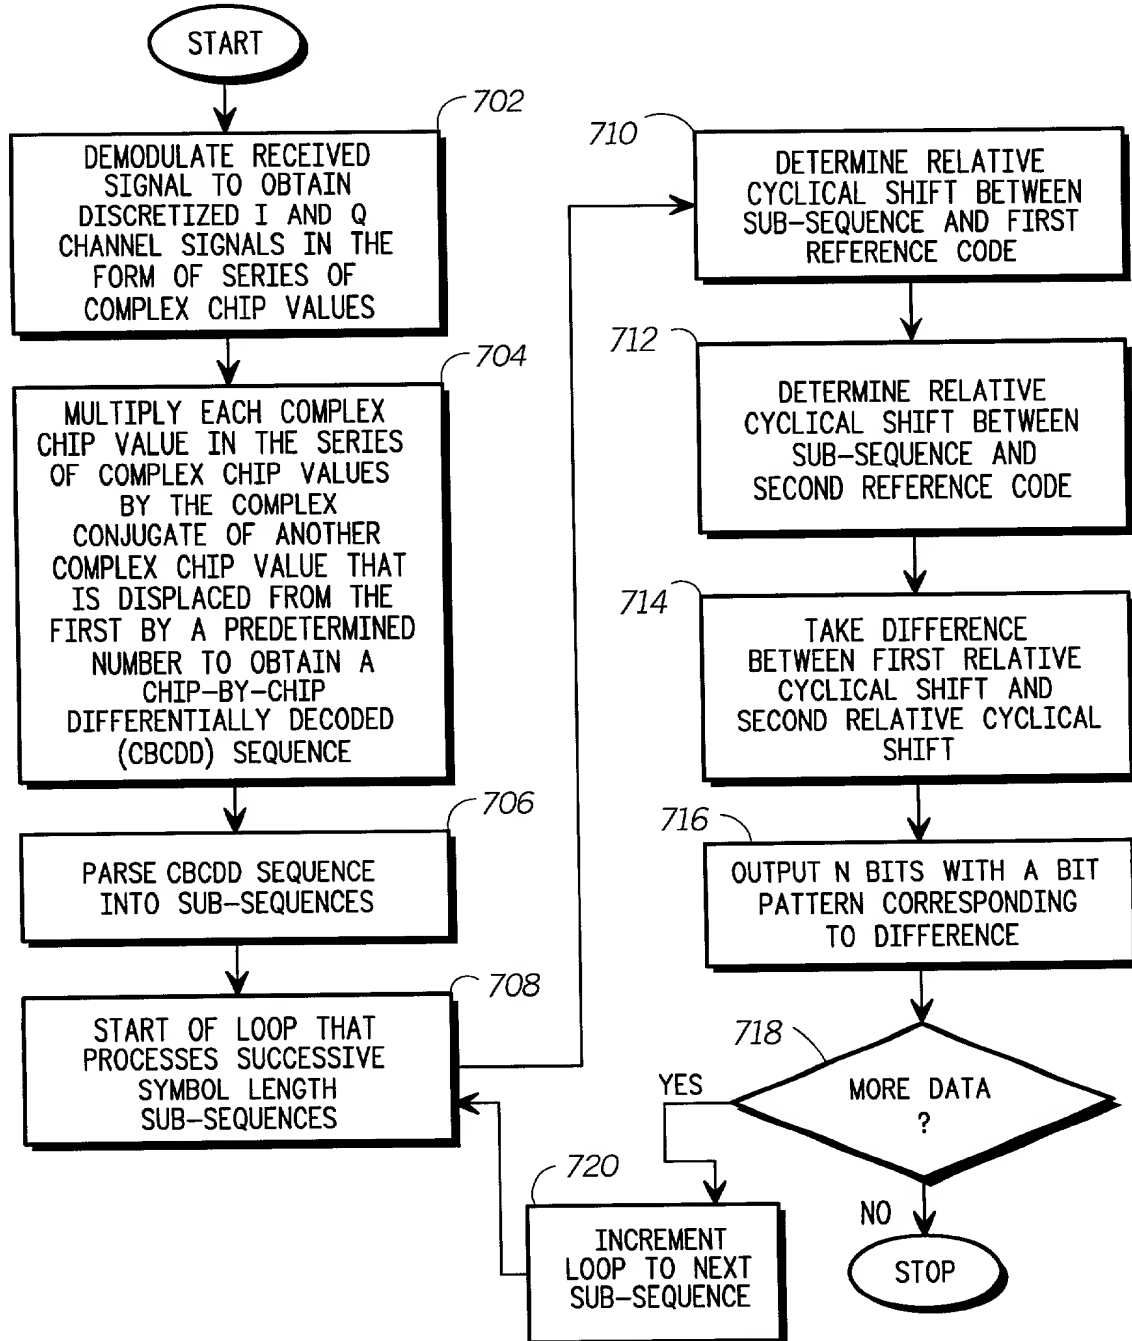 START
702
DEMODULATE RECEIVED
SIGNAL TO OBTAIN
DISCRETIZED I AND Q
CHANNEL SIGNALS IN THE
FORM OF SERIES OF
COMPLEX CHIP VALUES
704
MULTIPLY EACH COMPLEX
CHIP VALUE IN THE SERIES
OF COMPLEX CHIP VALUES
BY THE COMPLEX
CONJUGATE OF ANOTHER
COMPLEX CHIP VALUE THAT
IS DISPLACED FROM THE
FIRST BY A PREDETERMINED
NUMBER TO OBTAIN A
CHIP-BY-CHIP
DIFFERENTIALLY DECODED
(CBCDD) SEQUENCE
706
PARSE CBCDD SEQUENCE
INTO SUB-SEQUENCES
708
START OF LOOP THAT
PROCESSES SUCCESSIVE
SYMBOL LENGTH
SUB-SEQUENCES
710
DETERMINE RELATIVE
CYCLICAL SHIFT BETWEEN
SUB-SEQUENCE AND FIRST
REFERENCE CODE
712
DETERMINE RELATIVE
CYCLICAL SHIFT BETWEEN
SUB-SEQUENCE AND
SECOND REFERENCE CODE
714
TAKE DIFFERENCE
BETWEEN FIRST RELATIVE
CYCLICAL SHIFT AND
SECOND RELATIVE CYCLICAL
SHIFT
716
OUTPUT N BITS WITH A BIT
PATTERN CORRESPONDING
TO DIFFERENCE
718
MORE DATA
?
YES
NO
720
INCREMENT
LOOP TO NEXT
SUB-SEQUENCE
STOP